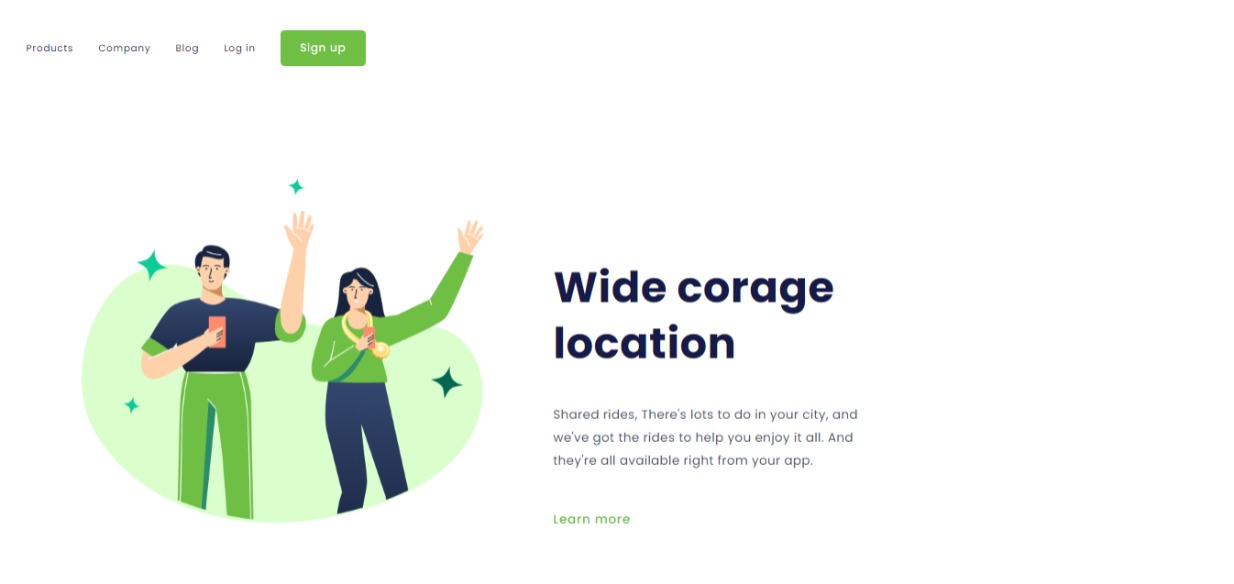 Products Company Blog Log in Sign up
Wide corage
location
Shared rides, There's lots to do in your city, and
we've got the rides to help you enjoy it all. And
they're all available right from your app.
Learn more